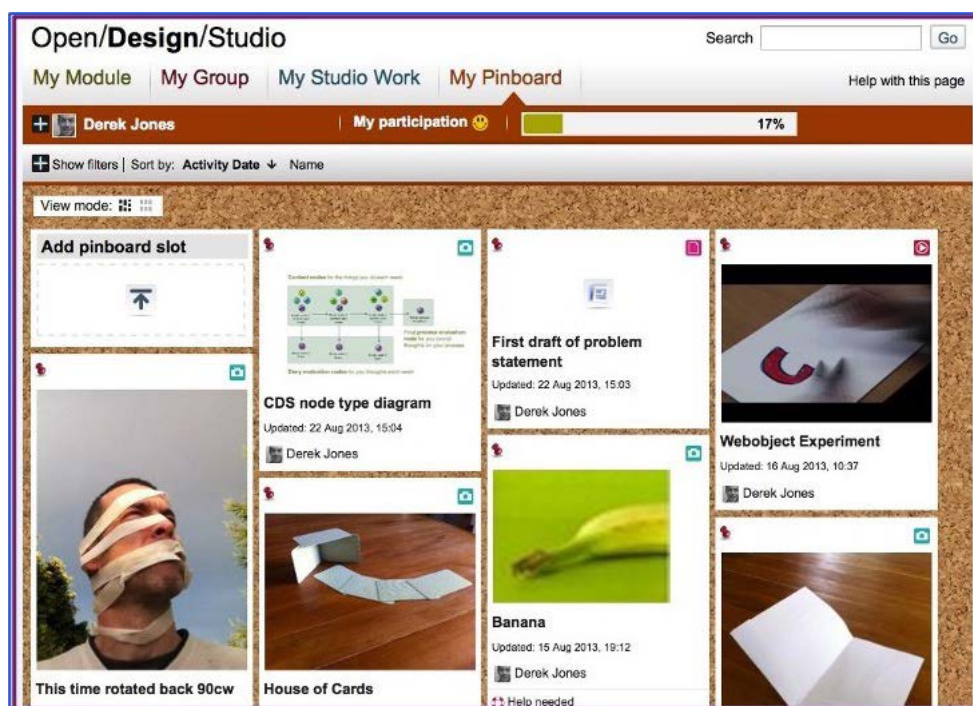 Open/Design/Studio
Search
Go
My Module
My Group
My Studio Work
My Pinboard
Help with this page
Derek Jones
My participation
17%
Show filters | Sort by: Activity Date ↓ Name
View mode:
Add pinboard slot
This time rotated back 90cw
CDS node type diagram
Updated: 22 Aug 2013, 15:04
Derek Jones
House of Cards
First draft of problem
statement
Updated: 22 Aug 2013, 15:03
Derek Jones
Banana
Updated: 15 Aug 2013, 19:12
Derek Jones
Help needed
Webobject Experiment
Updated: 16 Aug 2013, 10:37
Derek Jones